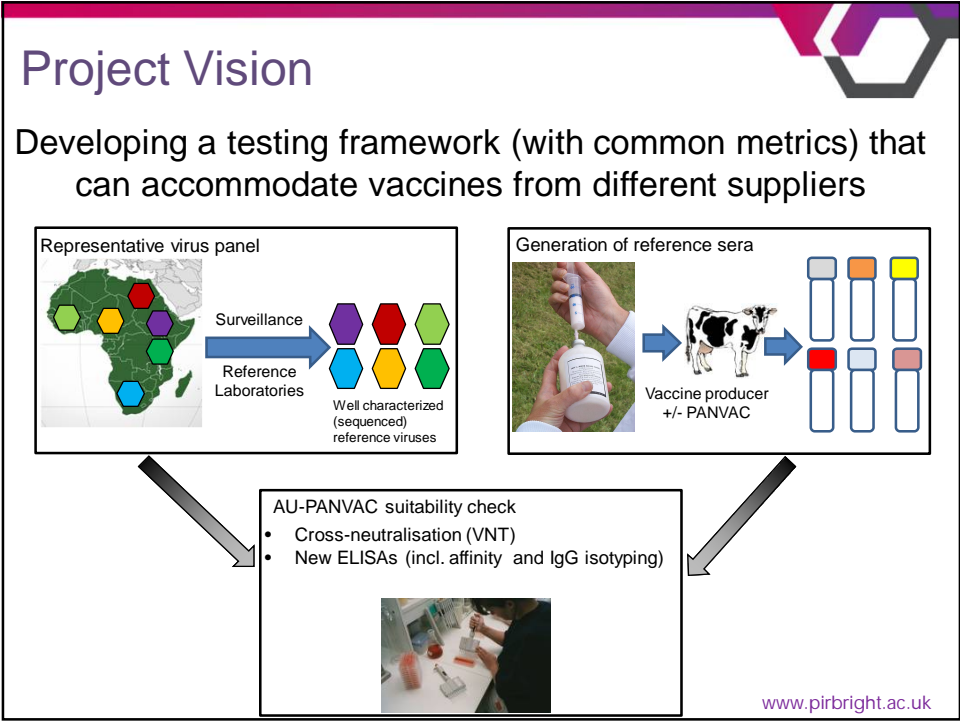 Project Vision
Developing a testing framework (with common metrics) that
can accommodate vaccines from different suppliers
Representative virus panel
Surveillance
Reference
Laboratories
Well characterized
(sequenced)
reference viruses
Generation of reference sera
Vaccine producer
+/- PANVAC
AU-PANVAC suitability check
• Cross-neutralisation (VNT)
• New ELISAs (incl. affinity and IgG isotyping)
www.pirbright.ac.uk